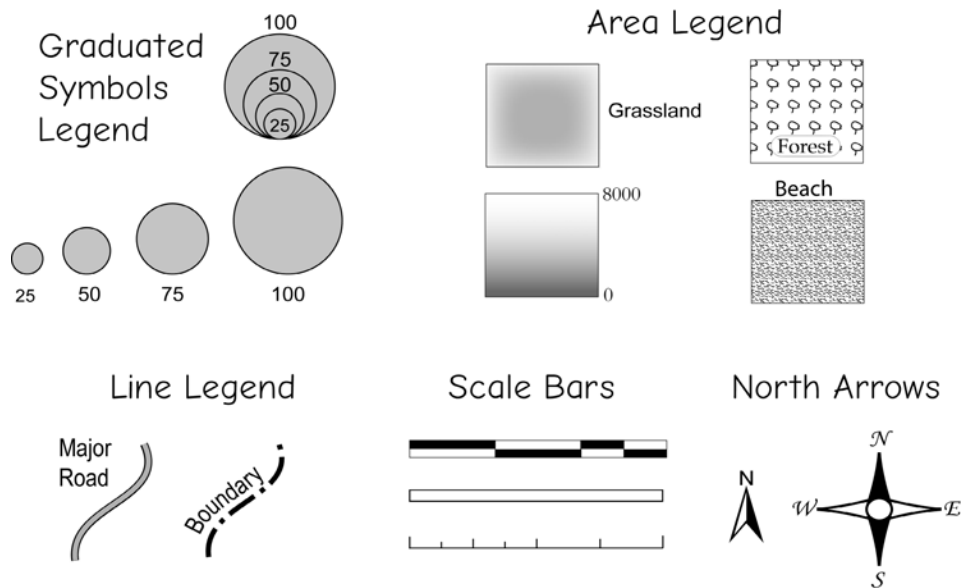 Graduated
Symbols
Legend
100
75
50
25
25
50
75
100
Area Legend
Grassland
Forest
8000
0
Beach
Line Legend
Major
Road
Boundary
Scale Bars
North Arrows
N
N
W
E
S